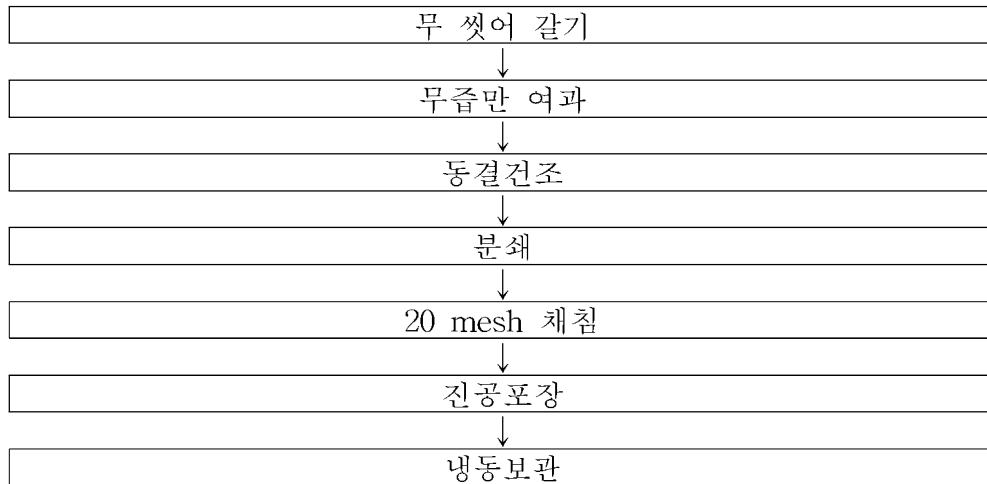 무 씻어 갈기
무즙만 여과
동결건조
분쇄
20 mesh 채침
진공포장
냉동보관